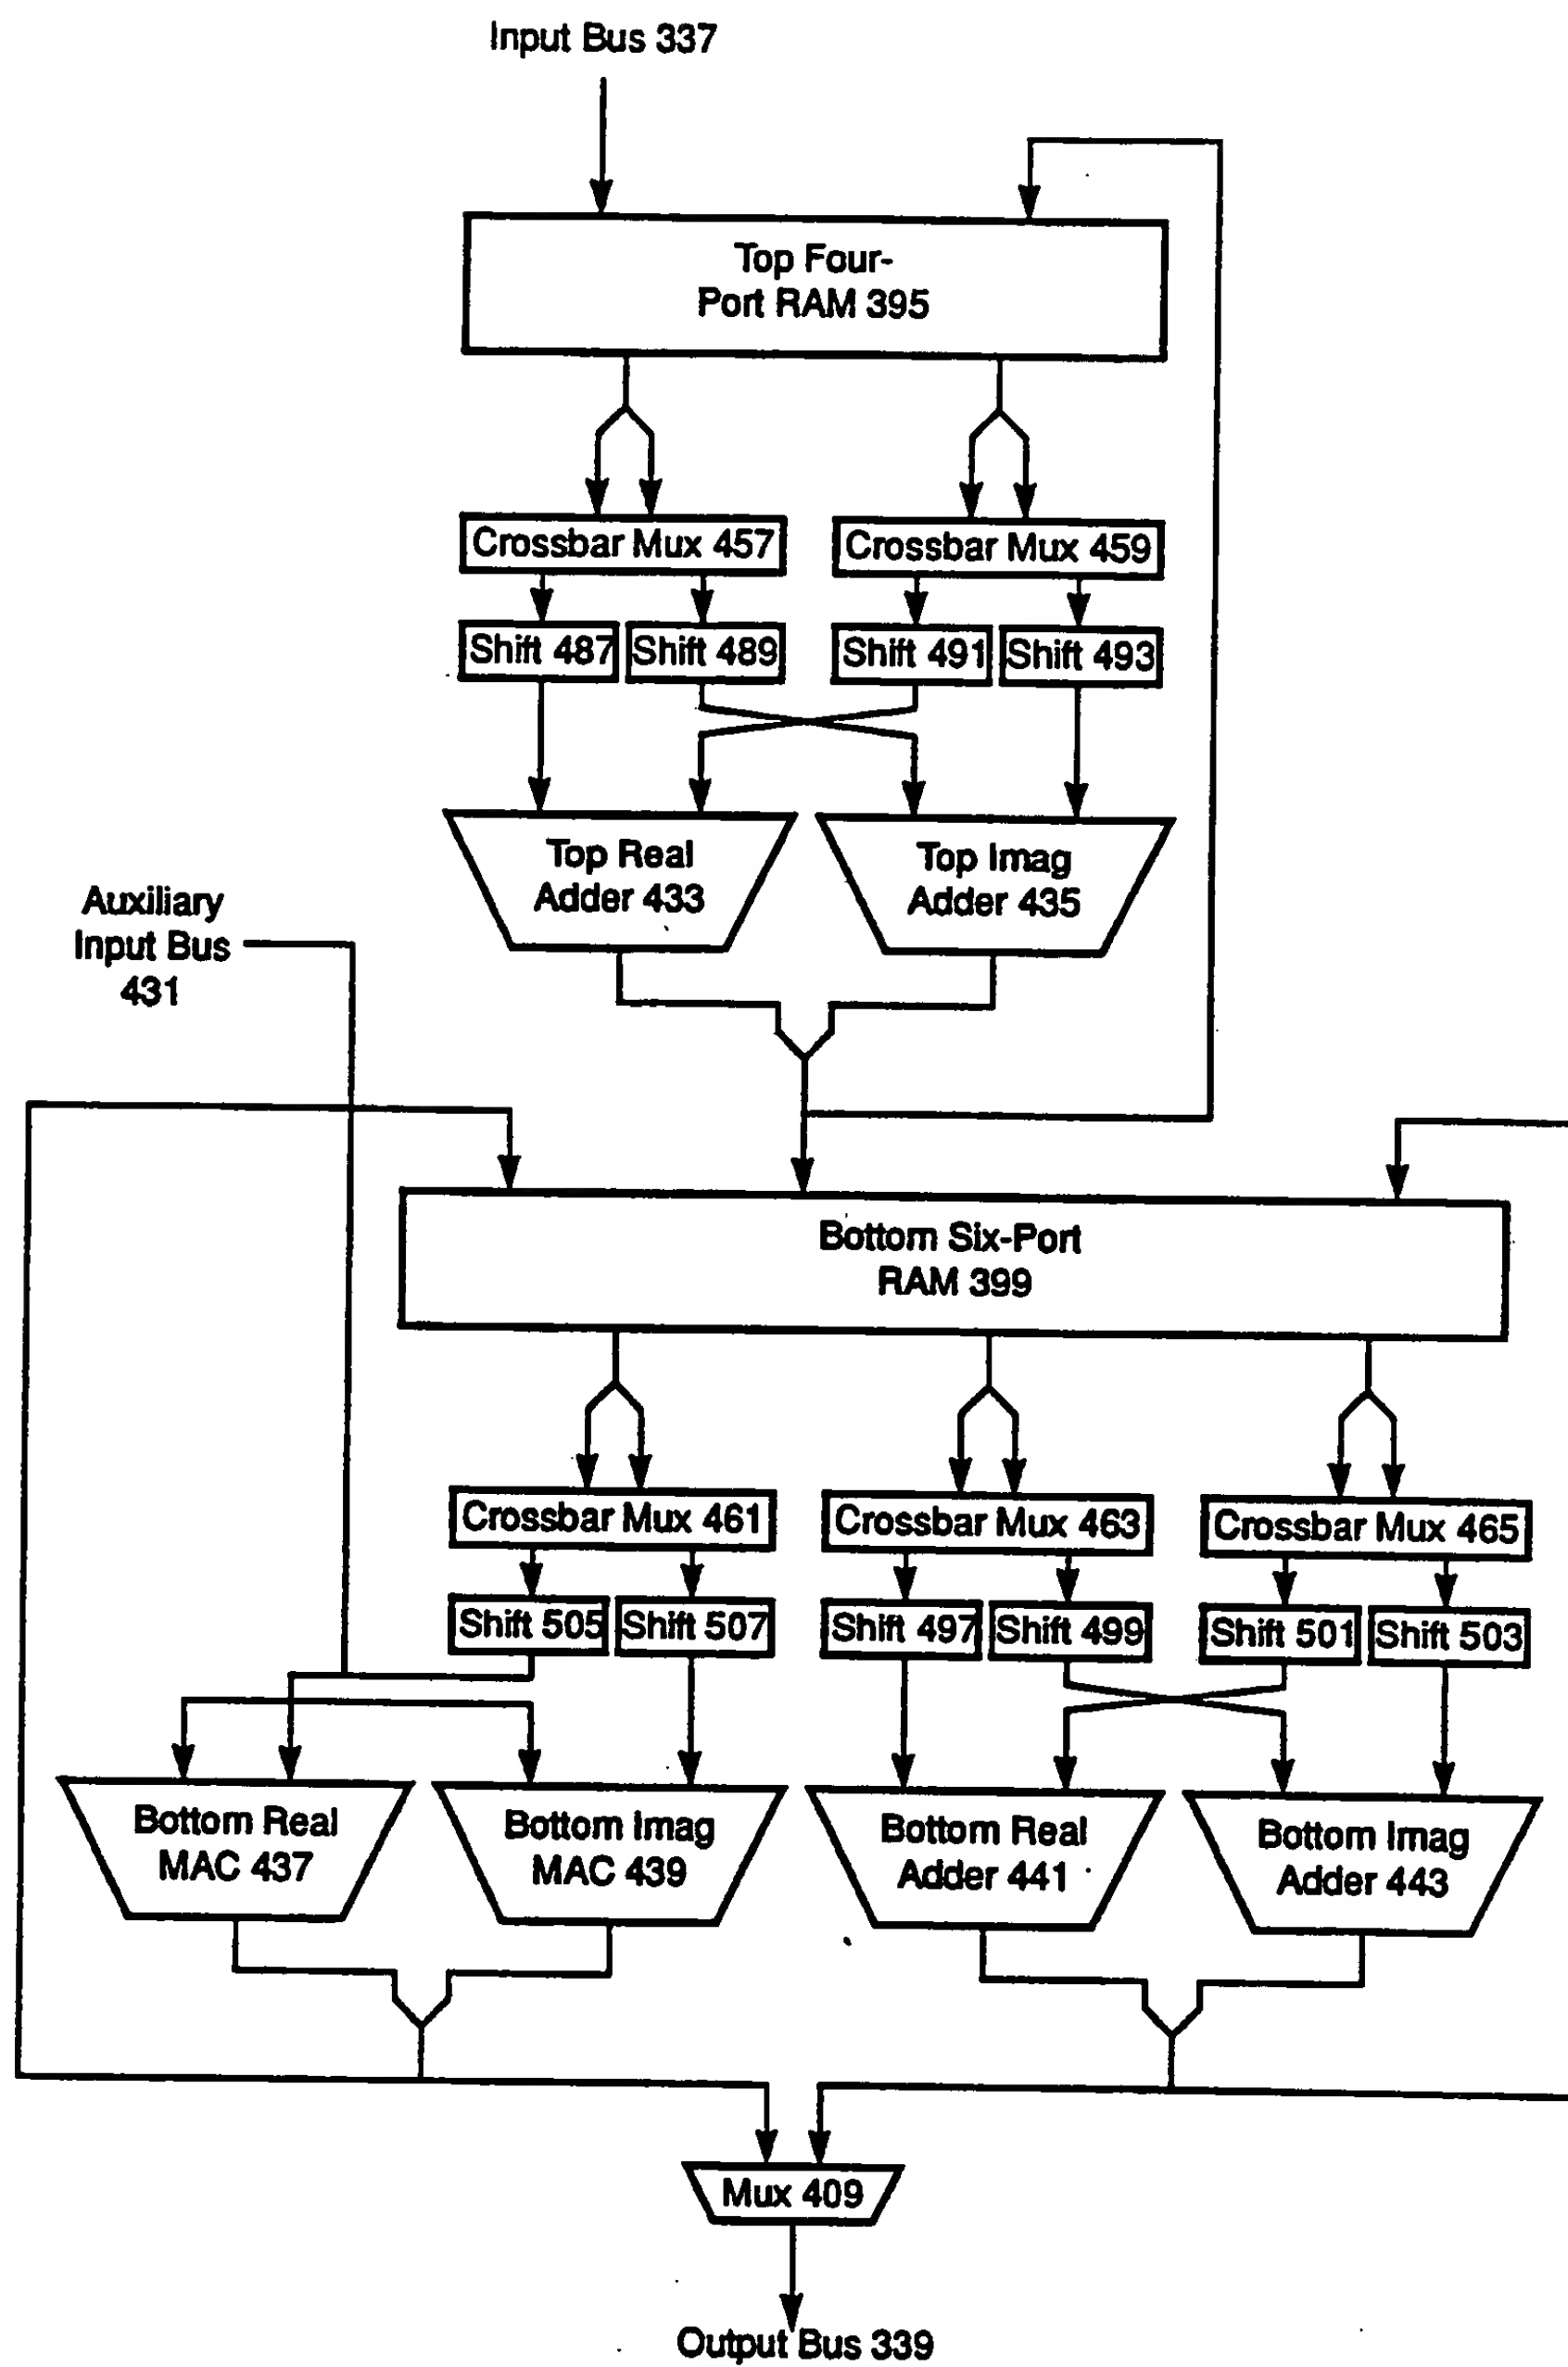 Input Bus 337
Top Four-
Port RAM 395
Crossbar Mux 457
Crossbar Mux 459
Shift 487
Shift 489
Shift 491
Shift 493
Top Real
Adder 433
Top Imag
Adder 435
Auxiliary
Input Bus
431
Bottom Six-Port
RAM 399
Crossbar Mux 461
Crossbar Mux 463
Crossbar Mux 465
Shift 505
Shift 507
Shift 497
Shift 499
Shift 501
Shift 503
Bottom Real
MAC 437
Bottom Imag
MAC 439
Bottom Real
Adder 441
Bottom Imag
Adder 443
Mux 409
Output Bus 339